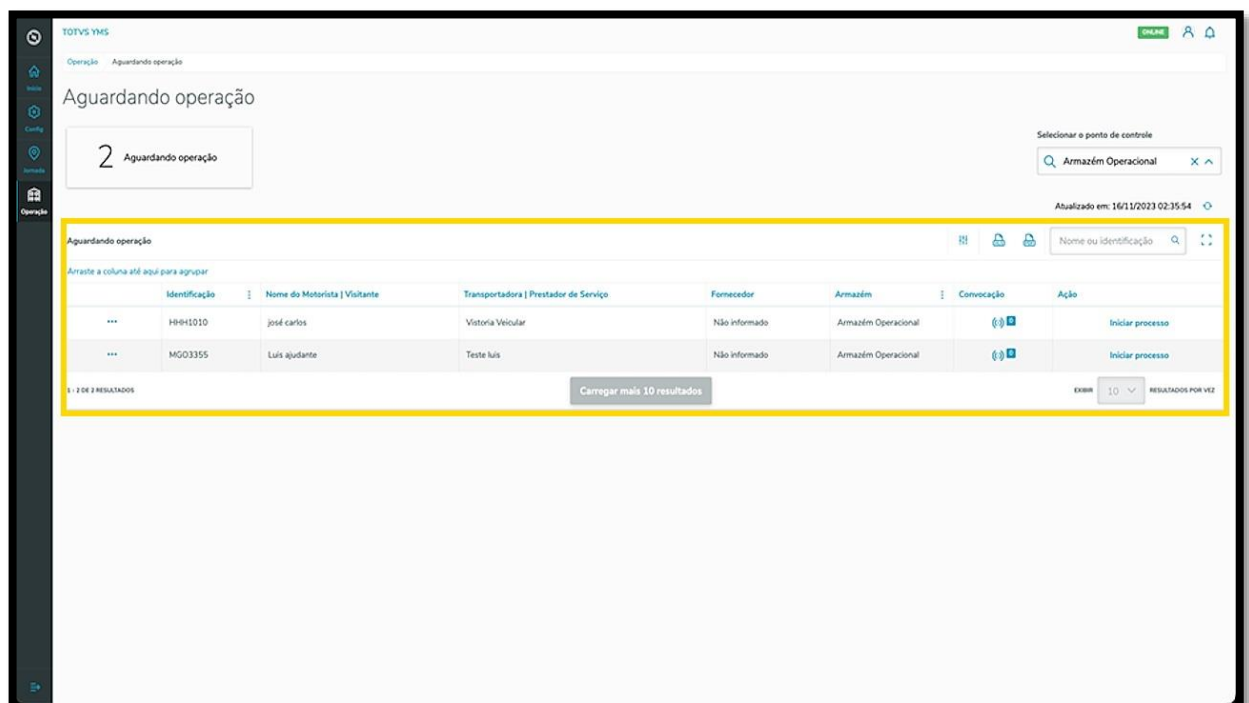 TOTVS YMS
ONLINE
Início
Config
Jornada
Operação
Operação Aguardando operação
Aguardando operação
2 Aguardando operação
Selecionar o ponto de controle
Armazém Operacional
Atualizado em: 16/11/2023 02:35:54
Aguardando operação
Nome ou identificação
Arraste a coluna até aqui para agrupar
Identificação Nome do Motorista | Visitante Transportadora | Prestador de Serviço Fornecedor Armazém Convocação Ação
HHH1010 josé carlos Vistoria Veicular Não informado Armazém Operacional 0 Iniciar processo
MGO3355 Luis ajudante Teste luis Não informado Armazém Operacional 0 Iniciar processo
1 - 2 DE 2 RESULTADOS
Carregar mais 10 resultados
EXIBIR 10 RESULTADOS POR VEZ